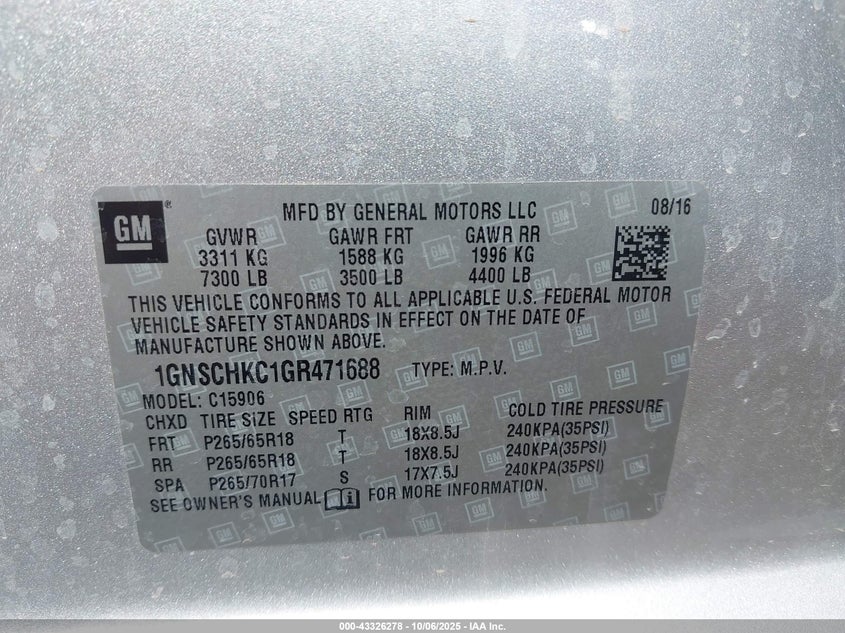 GM® MFD BY GENERAL MOTORS LLC 08/16
GVWR GAWR FRT GAWR RR
3311 KG 1588 KG 1996 KG
7300 LB 3500 LB 4400 LB
THIS VEHICLE CONFORMS TO ALL APPLICABLE U.S. FEDERAL MOTOR
VEHICLE SAFETY STANDARDS IN EFFECT ON THE DATE OF
MANUFACTURE SHOWN ABOVE.
1GNSCHKC1GR471688 TYPE: M.P.V.
MODEL: C15906
CHXD TIRE SIZE SPEED RTG RIM COLD TIRE PRESSURE
FRT P265/65R18 T 18X8.5J 240KPA(35PSI)
RR P265/65R18 T 18X8.5J 240KPA(35PSI)
SPA P265/70R17 S 17X7.5J 240KPA(35PSI)
SEE OWNER'S MANUAL i FOR MORE INFORMATION.
000-43326278 - 10/06/2025 - IAA Inc.